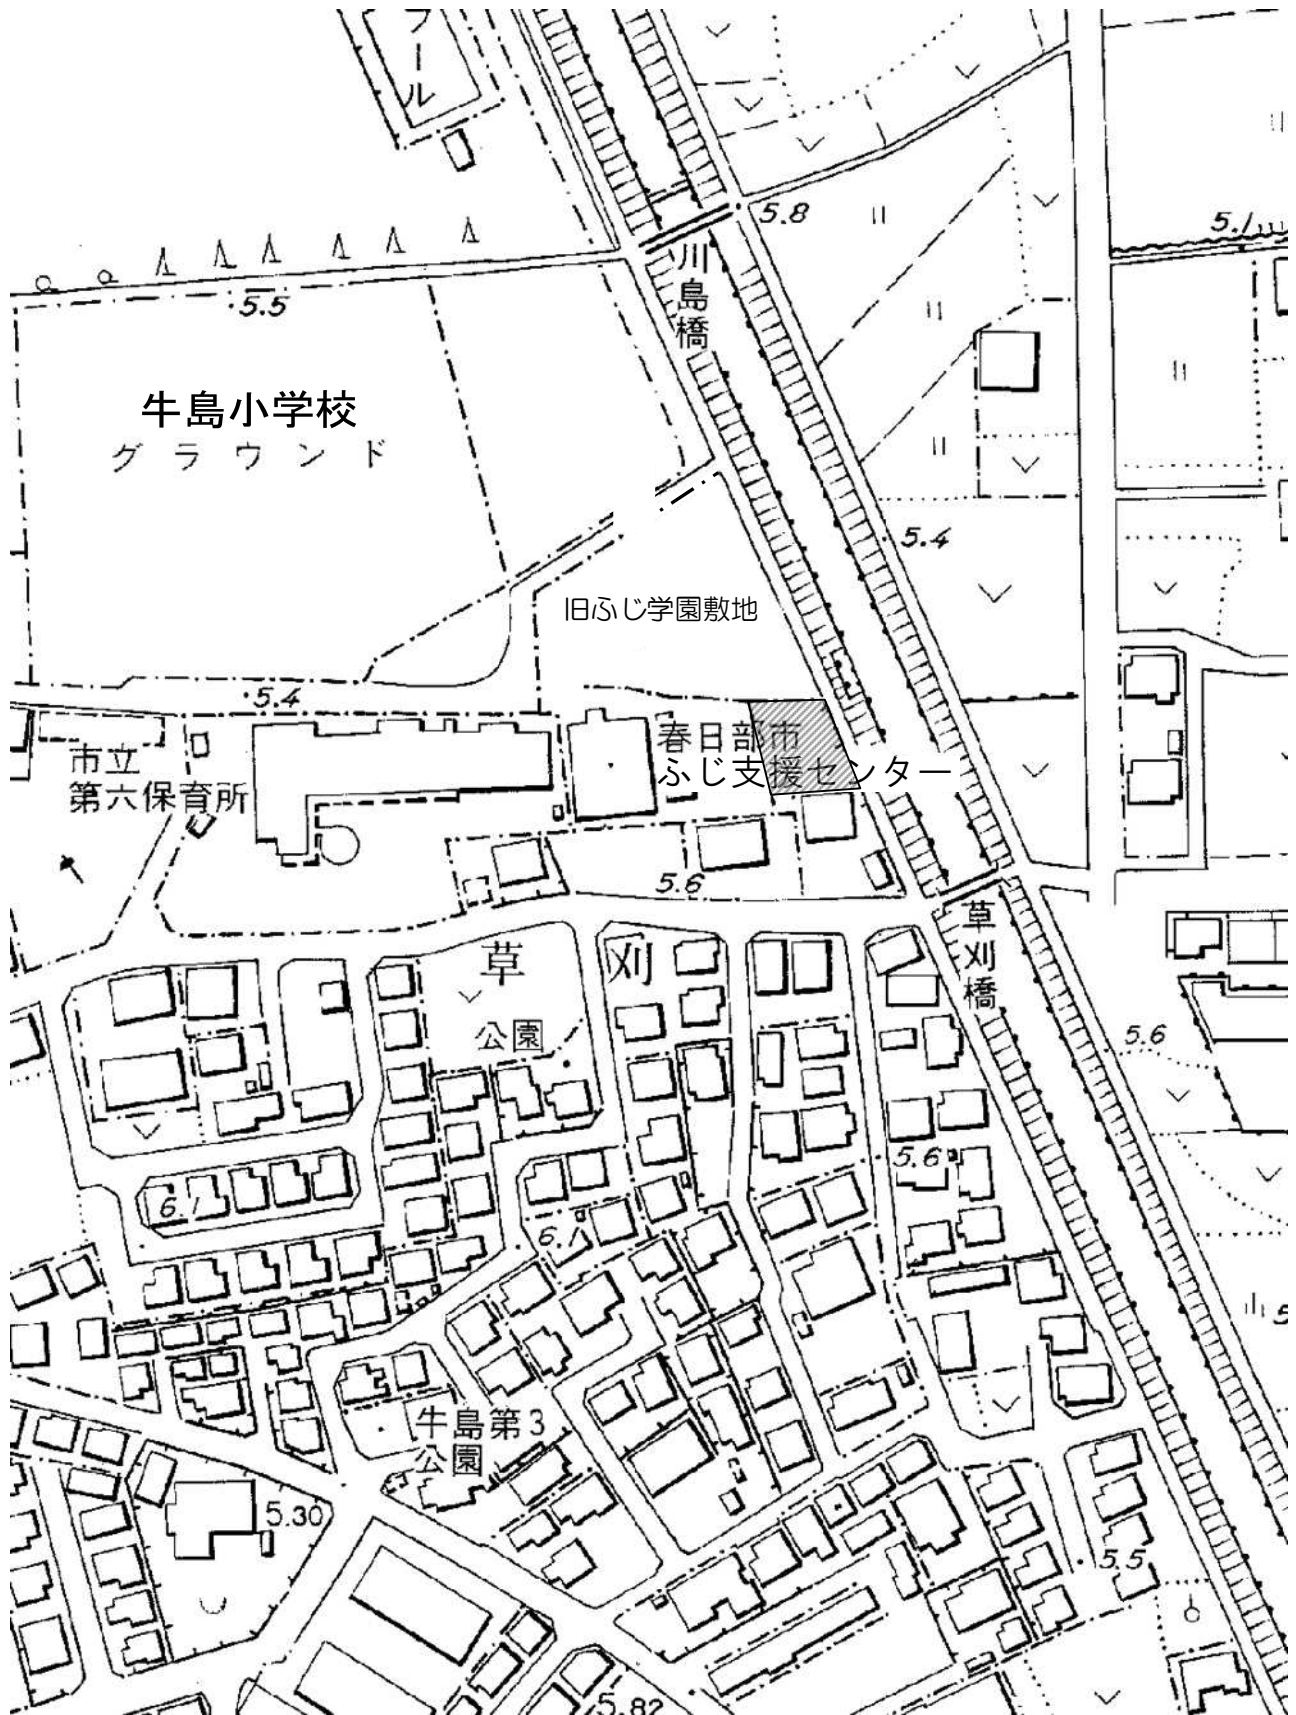 プール
5.8
5.1
川島橋
5.5
牛島小学校
グラウンド
5.4
旧ふじ学園敷地
5.4
春日部市
ふじ支援センター
市立
第六保育所
5.6
草刈
草刈橋
公園
5.6
5.6
6.1
6.1
5
牛島第3
公園
5.30
5.5
5.82